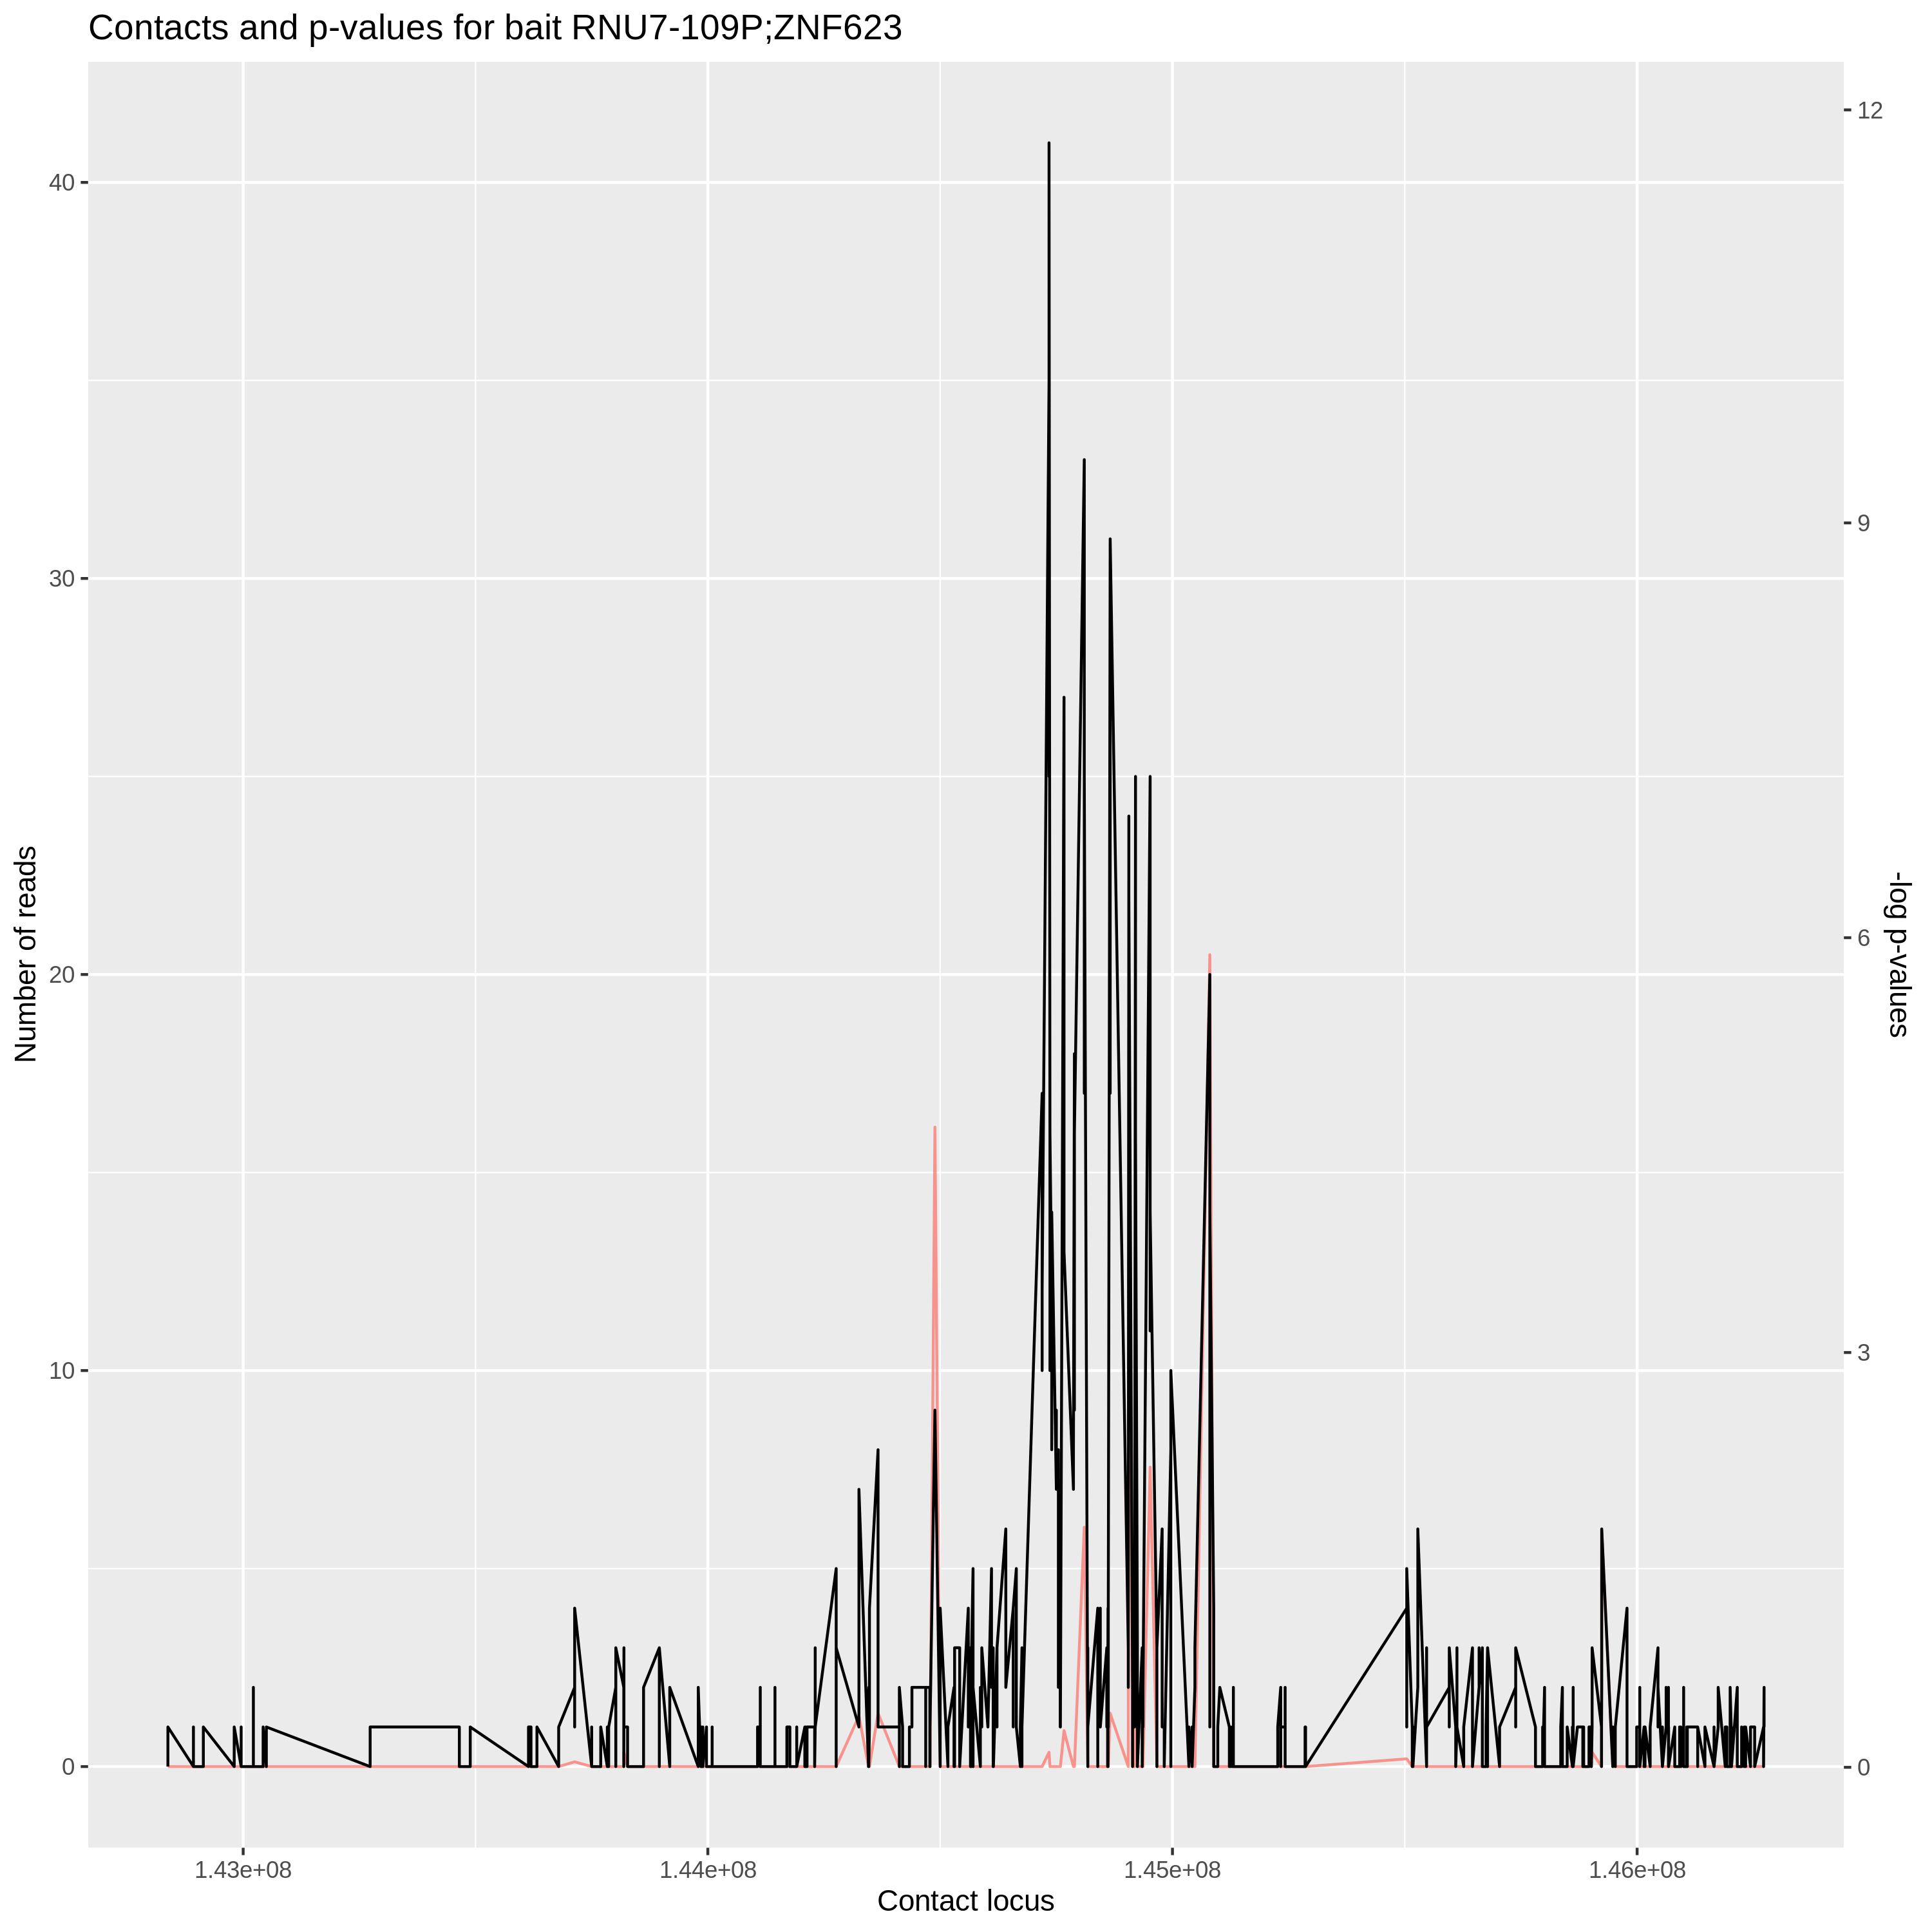 Contacts and p-values for bait RNU7-109P;ZNF623
40
30
20
10
0
Number of reads
12
9
6
3
0
-log p-values
1.43e+08
1.44e+08
1.45e+08
1.46e+08
Contact locus